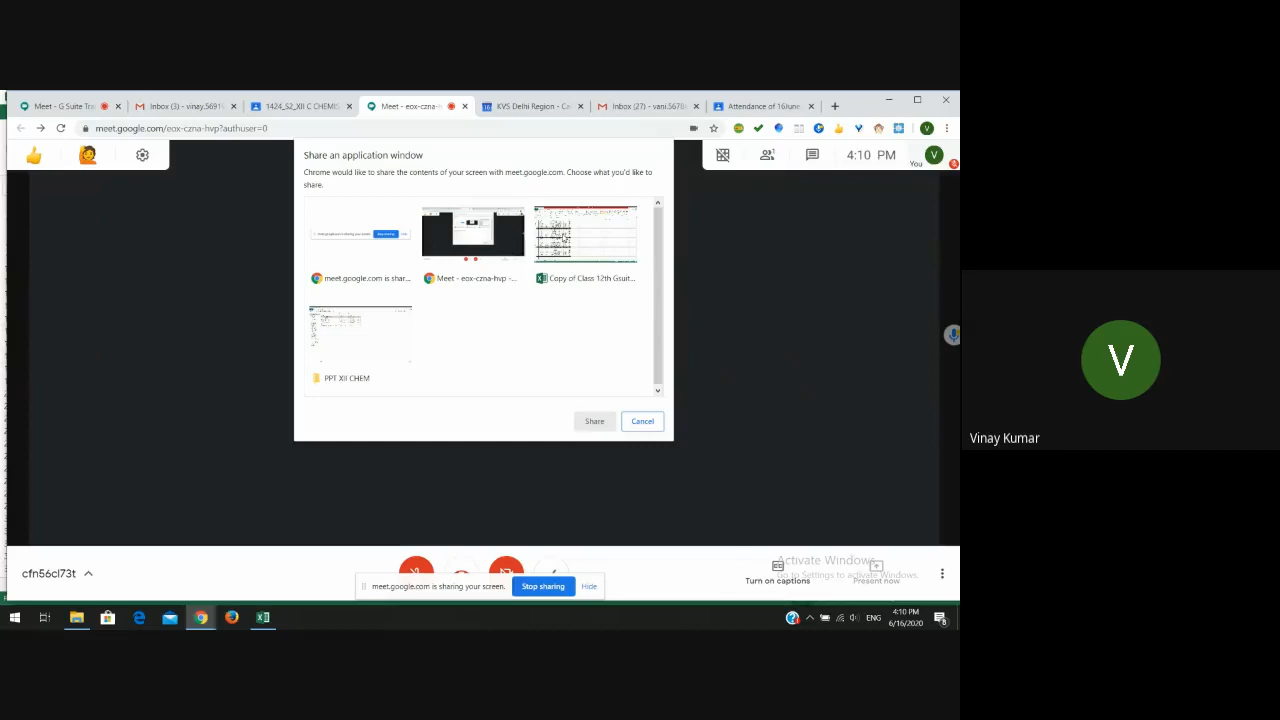 Meet - G Suite Tra
Inbox (3) - vinay.5691
1424_S2_XII C CHEMIS
Meet - eox-czna-h
KVS Delhi Region - Ca
Inbox (27) - vani.5678
Attendance of 16June
meet.google.com/eox-czna-hvp?authuser=0
4:10 PM
You
V
Share an application window
Chrome would like to share the contents of your screen with meet.google.com. Choose what you'd like to
share.
meet.google.com is shar...
Meet - eox-czna-hvp -...
Copy of Class 12th Gsuit...
PPT XII CHEM
Share
Cancel
V
Vinay Kumar
cfn56cl73t
meet.google.com is sharing your screen.
Stop sharing
Hide
Turn on captions
Present now
Activate Windows
Go to Settings to activate Windows.
ENG
4:10 PM
6/16/2020